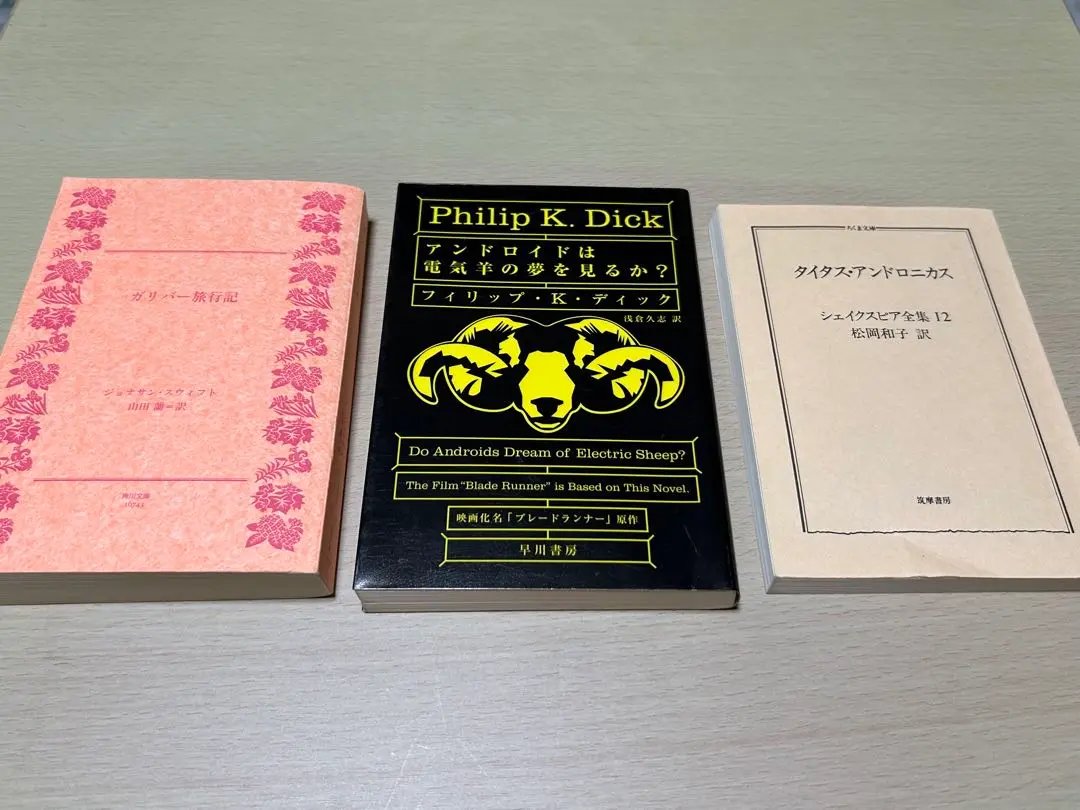 ガリバー旅行記
ジョナサン・スウィフト
山田 蘭=訳
角川文庫
16743
Philip K. Dick
アンドロイドは
電気羊の夢を見るか?
フィリップ・K・ディック
浅倉久志 訳
Do Androids Dream of Electric Sheep?
The Film “Blade Runner” is Based on This Novel.
映画化名「ブレードランナー」原作
早川書房
ちくま文庫
タイタス・アンドロニカス
シェイクスピア全集 12
松岡和子 訳
筑摩書房